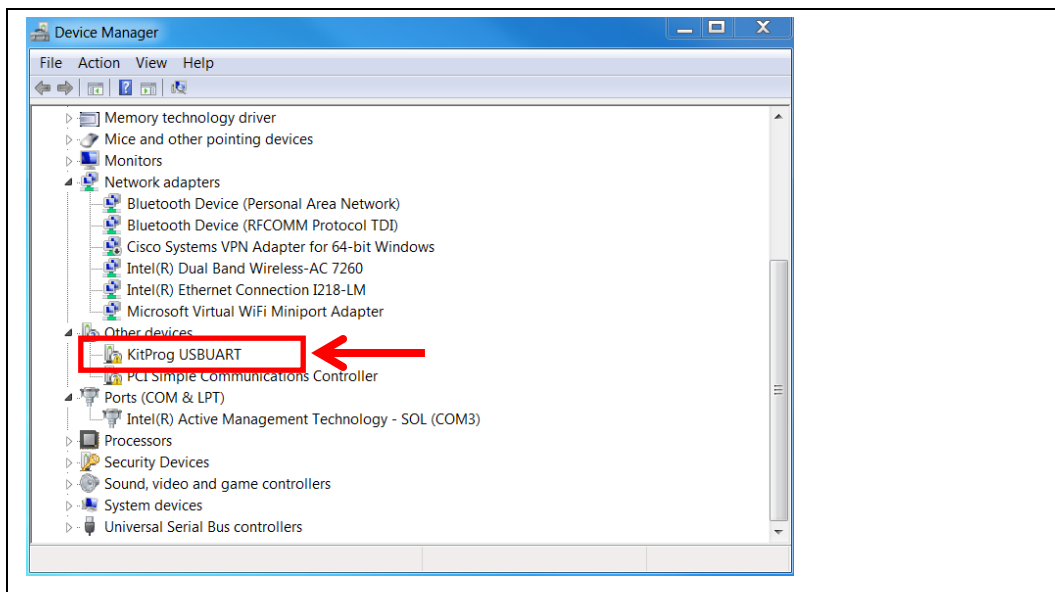 Device Manager
File Action View Help
Memory technology driver
Mice and other pointing devices
Monitors
Network adapters
Bluetooth Device (Personal Area Network)
Bluetooth Device (RFCOMM Protocol TDI)
Cisco Systems VPN Adapter for 64-bit Windows
Intel(R) Dual Band Wireless-AC 7260
Intel(R) Ethernet Connection I218-LM
Microsoft Virtual WiFi Miniport Adapter
Other devices
KitProg USBUART
PCI Simple Communications Controller
Ports (COM & LPT)
Intel(R) Active Management Technology - SOL (COM3)
Processors
Security Devices
Sound, video and game controllers
System devices
Universal Serial Bus controllers